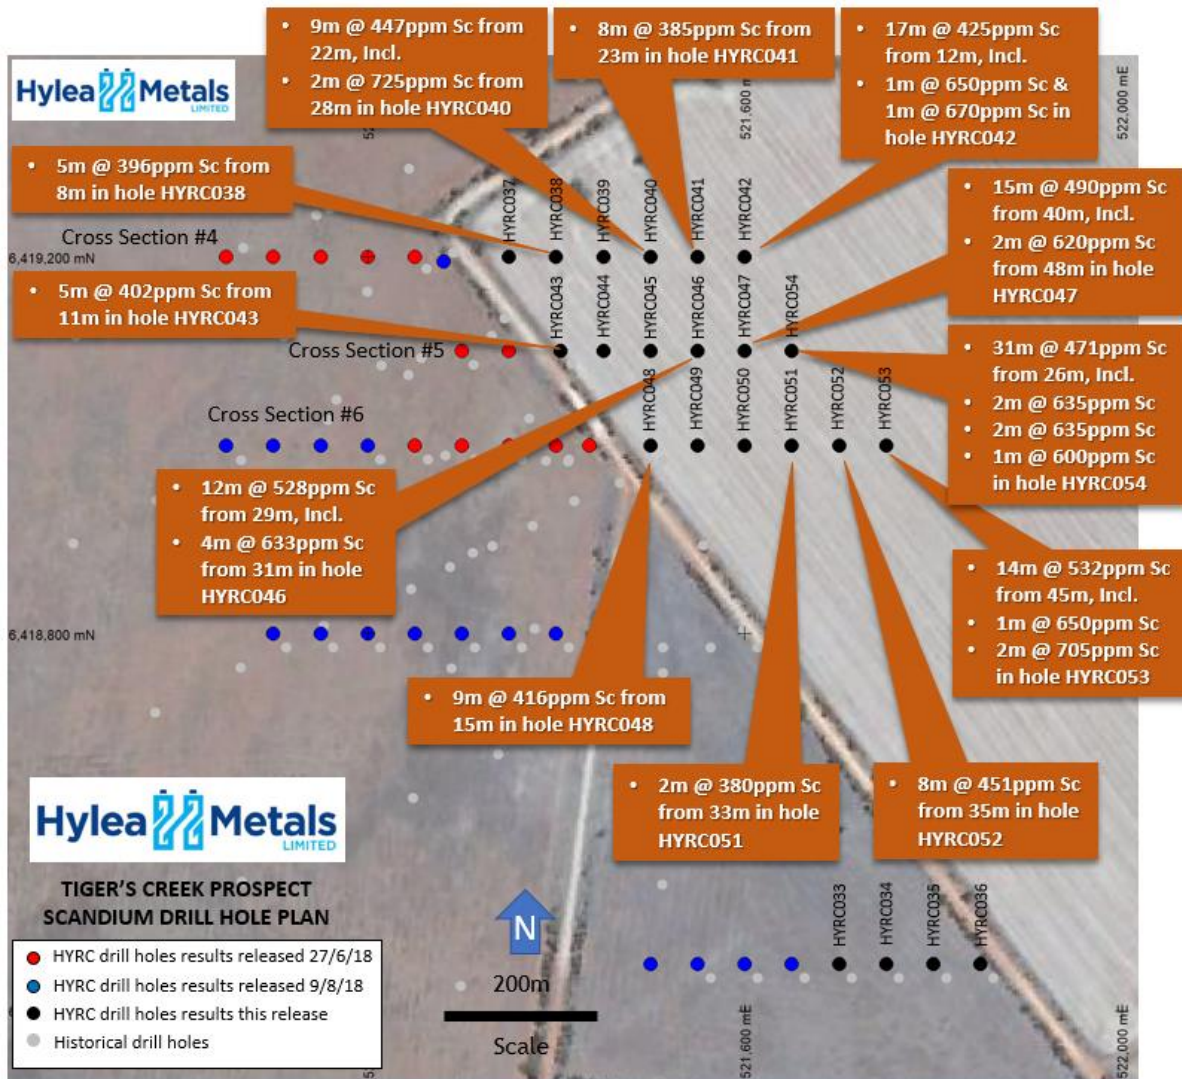 • 9m @ 447ppm Sc from
22m, Incl.
• 2m @ 725ppm Sc from
28m in hole HYRC040
• 8m @ 385ppm Sc from
23m in hole HYRC041
• 17m @ 425ppm Sc
from 12m, Incl.
• 1m @ 650ppm Sc &
1m @ 670ppm Sc in
hole HYRC042
Hylea Metals
LIMITED
521,600 mE
522,000 mE
• 5m @ 396ppm Sc from
8m in hole HYRC038
HYRC037
HYRC038
HYRC039
HYRC040
HYRC041
HYRC042
• 15m @ 490ppm Sc
from 40m, Incl.
• 2m @ 620ppm Sc
from 48m in hole
HYRC047
Cross Section #4
6,419,200 mN
• 5m @ 402ppm Sc from
11m in hole HYRC043
HYRC043
HYRC044
HYRC045
HYRC046
HYRC047
HYRC054
Cross Section #5
• 31m @ 471ppm Sc
from 26m, Incl.
• 2m @ 635ppm Sc
• 2m @ 635ppm Sc
• 1m @ 600ppm Sc
in hole HYRC054
Cross Section #6
HYRC048
HYRC049
HYRC050
HYRC051
HYRC052
HYRC053
• 12m @ 528ppm Sc
from 29m, Incl.
• 4m @ 633ppm Sc
from 31m in hole
HYRC046
• 14m @ 532ppm Sc
from 45m, Incl.
• 1m @ 650ppm Sc
• 2m @ 705ppm Sc
in hole HYRC053
6,418,800 mN
• 9m @ 416ppm Sc from
15m in hole HYRC048
• 2m @ 380ppm Sc
from 33m in hole
HYRC051
• 8m @ 451ppm Sc
from 35m in hole
HYRC052
Hylea Metals
LIMITED
TIGER'S CREEK PROSPECT
SCANDIUM DRILL HOLE PLAN
HYRC drill holes results released 27/6/18
HYRC drill holes results released 9/8/18
HYRC drill holes results this release
Historical drill holes
N
200m
Scale
HYRC033
HYRC034
HYRC035
HYRC036
521,600 mE
522,000 mE